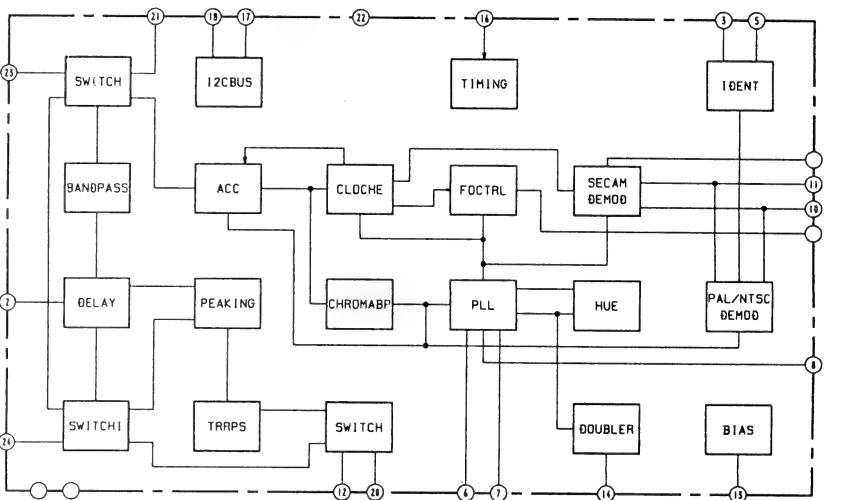 21
18
17
22
16
3
5
23
SWITCH
I2CBUS
TIMING
IDENT
BANDPASS
ACC
CLOCHE
FOCTRL
SECAM
DEMOD
11
10
2
DELAY
PEAKING
CHROMABP
PLL
HUE
PAL/NTSC
DEMOD
8
24
SWITCH1
TRAPS
SWITCH
DOUBLER
BIAS
12
20
6
7
14
15